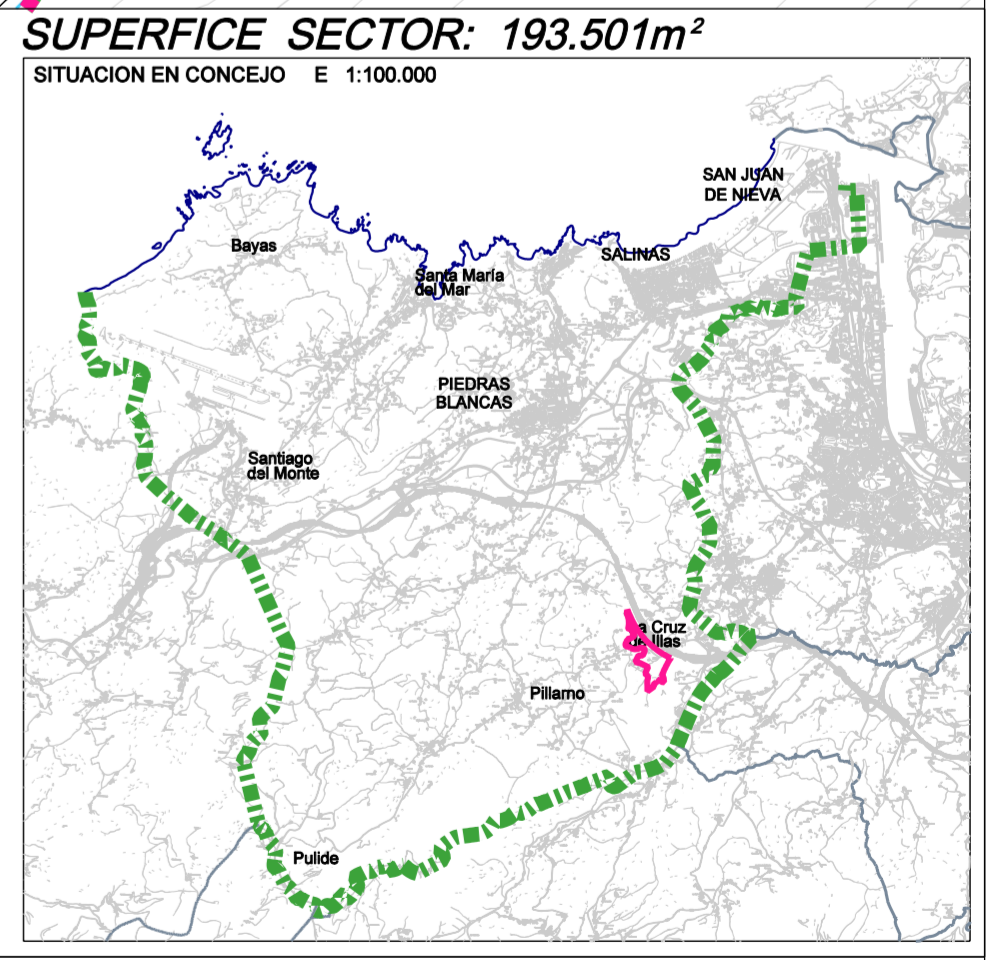 SUPERFICE SECTOR: 193.501m²
SITUACION EN CONCEJO E 1:100.000
SAN JUAN
DE NIEVA
Bayas
SALINAS
Santa María
del Mar
PIEDRAS
BLANCAS
Santiago
del Monte
La Cruz
de Illas
Pillarno
Pulide